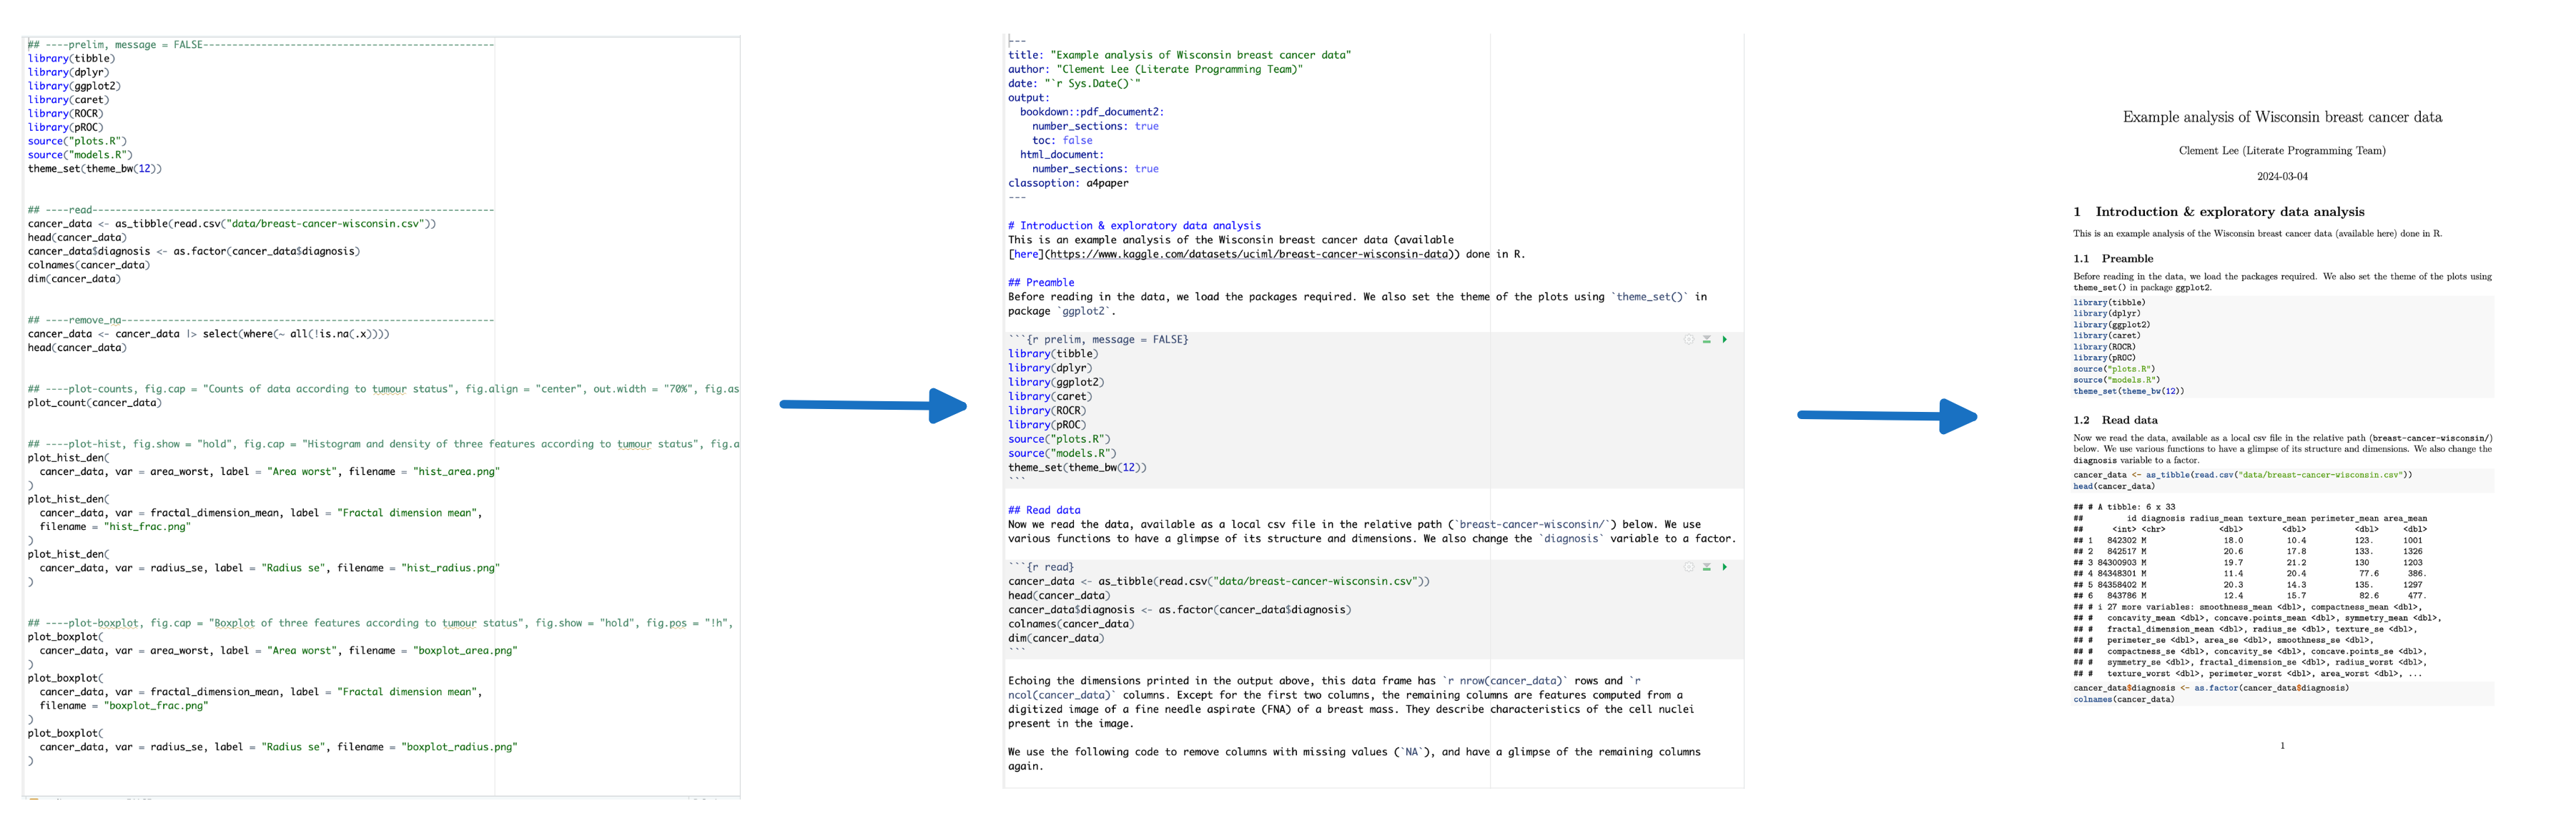 ## ----prelim, message = FALSE-------------------------------------------------
library(tibble)
library(dplyr)
library(ggplot2)
library(caret)
library(ROCR)
library(pROC)
source("plots.R")
source("models.R")
theme_set(theme_bw(12))
## ----read--------------------------------------------------------------------
cancer_data <- as_tibble(read.csv("data/breast-cancer-wisconsin.csv"))
head(cancer_data)
cancer_data$diagnosis <- as.factor(cancer_data$diagnosis)
colnames(cancer_data)
dim(cancer_data)
## ----remove_na---------------------------------------------------------------
cancer_data <- cancer_data |> select(where(~ all(!is.na(.x))))
head(cancer_data)
## ----plot-counts, fig.cap = "Counts of data according to tumour status", fig.align = "center", out.width = "70%", fig.as
plot_count(cancer_data)
## ----plot-hist, fig.show = "hold", fig.cap = "Histogram and density of three features according to tumour status", fig.a
plot_hist_den(
  cancer_data, var = area_worst, label = "Area worst", filename = "hist_area.png"
)
plot_hist_den(
  cancer_data, var = fractal_dimension_mean, label = "Fractal dimension mean",
  filename = "hist_frac.png"
)
plot_hist_den(
  cancer_data, var = radius_se, label = "Radius se", filename = "hist_radius.png"
)
## ----plot-boxplot, fig.cap = "Boxplot of three features according to tumour status", fig.show = "hold", fig.pos = "!h",
plot_boxplot(
  cancer_data, var = area_worst, label = "Area worst", filename = "boxplot_area.png"
)
plot_boxplot(
  cancer_data, var = fractal_dimension_mean, label = "Fractal dimension mean",
  filename = "boxplot_frac.png"
)
plot_boxplot(
  cancer_data, var = radius_se, label = "Radius se", filename = "boxplot_radius.png"
)
---
title: "Example analysis of Wisconsin breast cancer data"
author: "Clement Lee (Literate Programming Team)"
date: "`r Sys.Date()`"
output:
  bookdown::pdf_document2:
    number_sections: true
    toc: false
  html_document:
    number_sections: true
classoption: a4paper
---
# Introduction & exploratory data analysis
This is an example analysis of the Wisconsin breast cancer data (available
[here](https://www.kaggle.com/datasets/uciml/breast-cancer-wisconsin-data)) done in R.
## Preamble
Before reading in the data, we load the packages required. We also set the theme of the plots using `theme_set()` in
package `ggplot2`.
```{r prelim, message = FALSE}
library(tibble)
library(dplyr)
library(ggplot2)
library(caret)
library(ROCR)
library(pROC)
source("plots.R")
source("models.R")
theme_set(theme_bw(12))
```
## Read data
Now we read the data, available as a local csv file in the relative path (`breast-cancer-wisconsin/`) below. We use
various functions to have a glimpse of its structure and dimensions. We also change the `diagnosis` variable to a factor.
```{r read}
cancer_data <- as_tibble(read.csv("data/breast-cancer-wisconsin.csv"))
head(cancer_data)
cancer_data$diagnosis <- as.factor(cancer_data$diagnosis)
colnames(cancer_data)
dim(cancer_data)
```
Echoing the dimensions printed in the output above, this data frame has `r nrow(cancer_data)` rows and `r
ncol(cancer_data)` columns. Except for the first two columns, the remaining columns are features computed from a
digitized image of a fine needle aspirate (FNA) of a breast mass. They describe characteristics of the cell nuclei
present in the image.
We use the following code to remove columns with missing values (`NA`), and have a glimpse of the remaining columns
again.
Example analysis of Wisconsin breast cancer data
Clement Lee (Literate Programming Team)
2024-03-04
1 Introduction & exploratory data analysis
This is an example analysis of the Wisconsin breast cancer data (available here) done in R.
1.1 Preamble
Before reading in the data, we load the packages required. We also set the theme of the plots using
theme_set() in package ggplot2.
library(tibble)
library(dplyr)
library(ggplot2)
library(caret)
library(ROCR)
library(pROC)
source("plots.R")
source("models.R")
theme_set(theme_bw(12))
1.2 Read data
Now we read the data, available as a local csv file in the relative path (breast-cancer-wisconsin/)
below. We use various functions to have a glimpse of its structure and dimensions. We also change the
diagnosis variable to a factor.
cancer_data <- as_tibble(read.csv("data/breast-cancer-wisconsin.csv"))
head(cancer_data)
## # A tibble: 6 x 33
##         id diagnosis radius_mean texture_mean perimeter_mean area_mean
##      <int> <chr>           <dbl>        <dbl>          <dbl>     <dbl>
## 1   842302 M                18.0         10.4          123.       1001
## 2   842517 M                20.6         17.8          133.       1326
## 3 84300903 M                19.7         21.2          130        1203
## 4 84348301 M                11.4         20.4           77.6       386.
## 5 84358402 M                20.3         14.3          135.       1297
## 6   843786 M                12.4         15.7           82.6       477.
## # i 27 more variables: smoothness_mean <dbl>, compactness_mean <dbl>,
## #   concavity_mean <dbl>, concave.points_mean <dbl>, symmetry_mean <dbl>,
## #   fractal_dimension_mean <dbl>, radius_se <dbl>, texture_se <dbl>,
## #   perimeter_se <dbl>, area_se <dbl>, smoothness_se <dbl>,
## #   compactness_se <dbl>, concavity_se <dbl>, concave.points_se <dbl>,
## #   symmetry_se <dbl>, fractal_dimension_se <dbl>, radius_worst <dbl>,
## #   texture_worst <dbl>, perimeter_worst <dbl>, area_worst <dbl>, ...
cancer_data$diagnosis <- as.factor(cancer_data$diagnosis)
colnames(cancer_data)
1